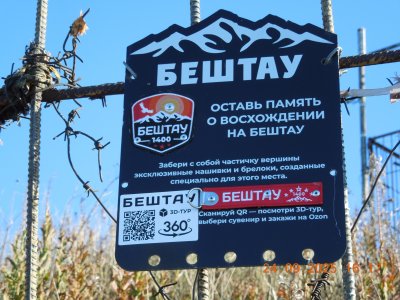 БЕШТАУ
БЕШТАУ
1400
ОСТАВЬ ПАМЯТЬ
О ВОСХОЖДЕНИИ
НА БЕШТАУ
Забери с собой частичку вершины
эксклюзивные нашивки и брелоки, созданные
специально для этого места.
БЕШТАУ
3D-ТУР
360°
БЕШТАУ
Сканируй QR — посмотри 3D-тур,
выбери сувенир и закажи на Ozon